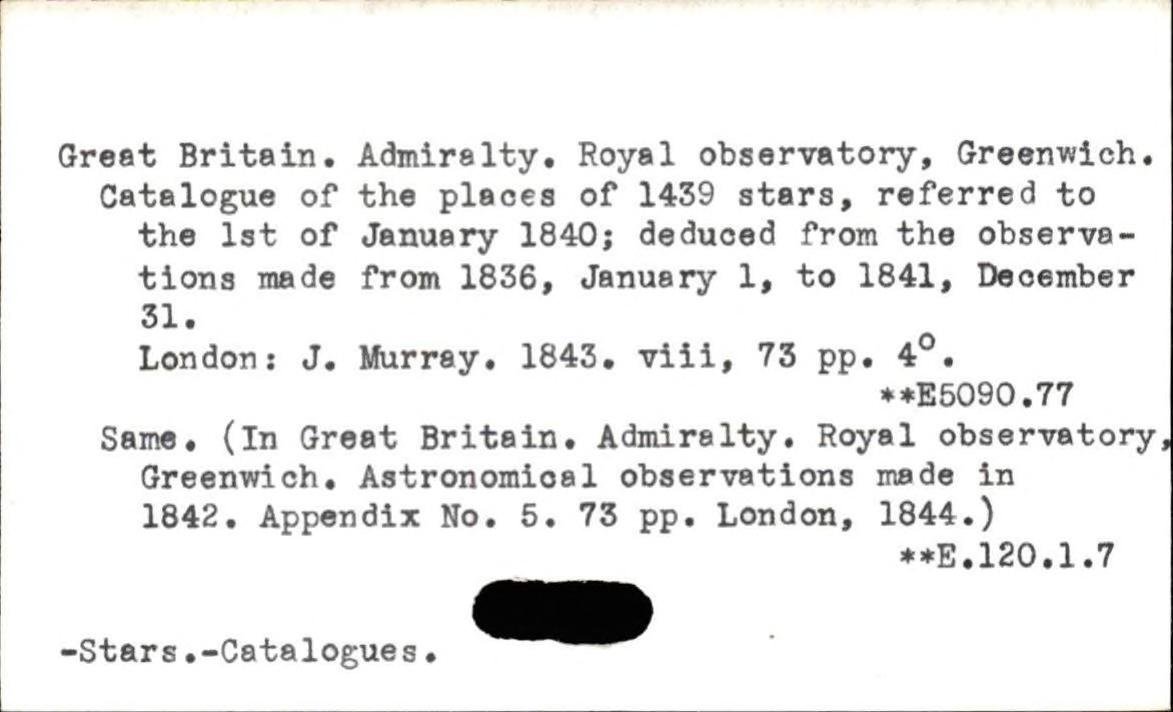 Great Britain. Admiralty. Royal observatory, Greenwich.
Catalogue of the places of 1439 stars, referred to
the 1st of January 1840; deduced from the observa-
tions made from 1836, January 1, to 1841, December
31.
London: J. Murray. 1843. viii, 73 pp. 4°.
**E5090.77
Same. (In Great Britain. Admiralty. Royal observatory,
Greenwich. Astronomical observations made in
1842. Appendix No. 5. 73 pp. London, 1844.)
**E.120.1.7
-Stars.-Catalogues.